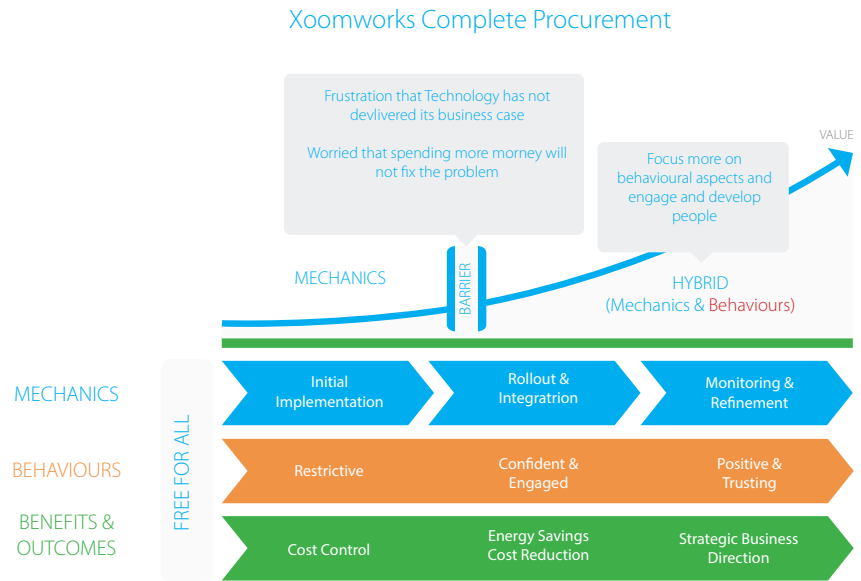 Xoomworks Complete Procurement
Frustration that Technology has not
devlivered its business case
Worried that spending more morney will
not fix the problem
VALUE
Focus more on
behavioural aspects and
engage and develop
people
MECHANICS
BARRIER
HYBRID
(Mechanics & Behaviours)
MECHANICS
FREE FOR ALL
Initial
Implementation
Rollout &
Integratrion
Monitoring &
Refinement
BEHAVIOURS
Restrictive
Confident &
Engaged
Positive &
Trusting
BENEFITS &
OUTCOMES
Cost Control
Energy Savings
Cost Reduction
Strategic Business
Direction